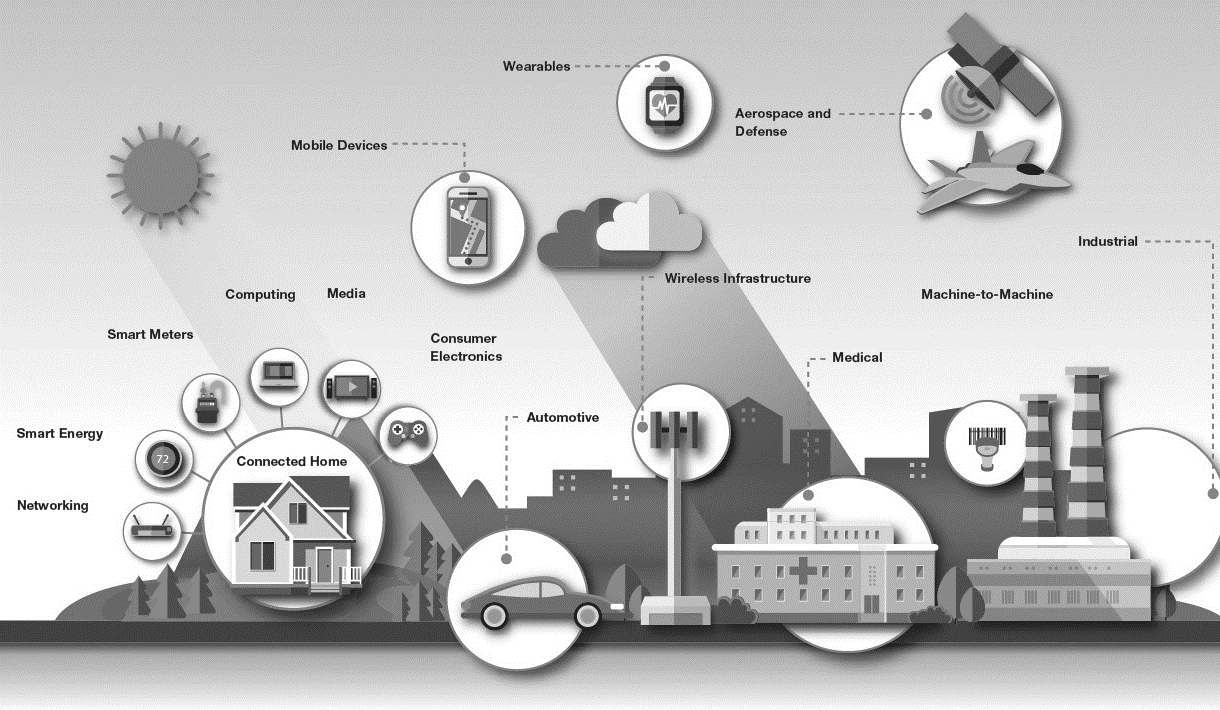 Wearables
Aerospace and
Defense
Mobile Devices
Industrial
Wireless Infrastructure
Computing
Media
Machine-to-Machine
Smart Meters
Consumer
Electronics
Medical
Automotive
Smart Energy
72
Connected Home
Networking